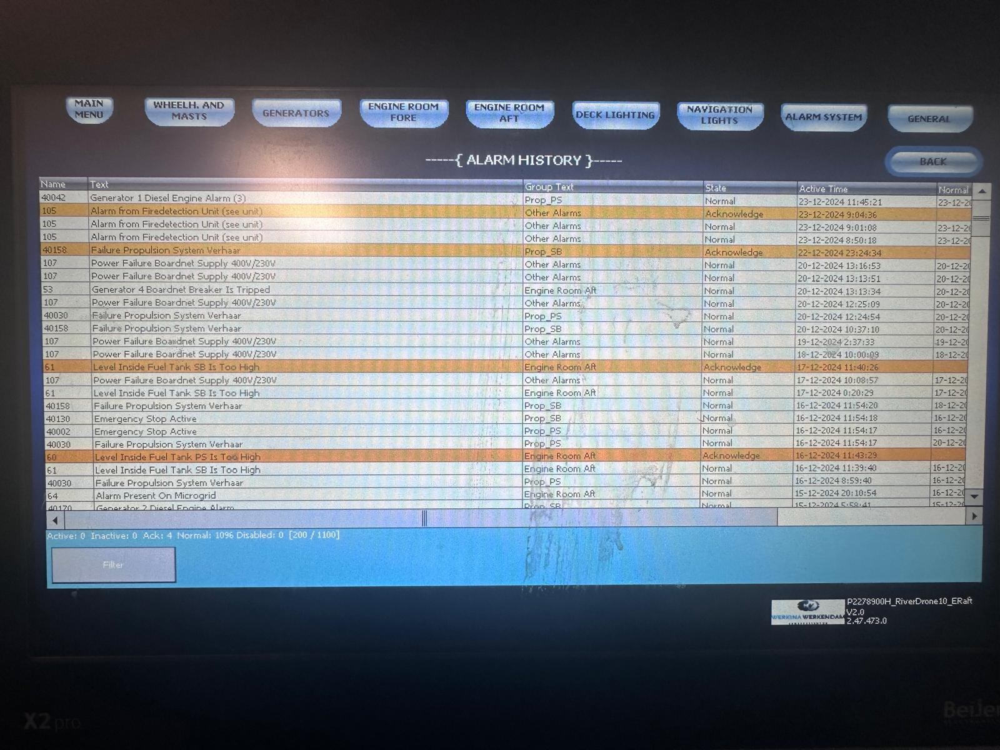 MAIN MENU
WHEELH. AND MASTS
GENERATORS
ENGINE ROOM FORE
ENGINE ROOM AFT
DECK LIGHTING
NAVIGATION LIGHTS
ALARM SYSTEM
GENERAL
-----{ ALARM HISTORY }-----
BACK
Name Text Group Text State Active Time Normal
40042 Generator 1 Diesel Engine Alarm (3) Prop_PS Normal 23-12-2024 11:45:21 23-12-20
105 Alarm from Firedetection Unit (see unit) Other Alarms Acknowledge 23-12-2024 9:04:36
105 Alarm from Firedetection Unit (see unit) Other Alarms Normal 23-12-2024 9:01:08 23-12-20
105 Alarm from Firedetection Unit (see unit) Other Alarms Normal 23-12-2024 8:50:18 23-12-20
40158 Failure Propulsion System Verhaar Prop_SB Acknowledge 22-12-2024 23:24:34
107 Power Failure Boardnet Supply 400V/230V Other Alarms Normal 20-12-2024 13:16:53 20-12-20
107 Power Failure Boardnet Supply 400V/230V Other Alarms Normal 20-12-2024 13:13:51 20-12-20
53 Generator 4 Boardnet Breaker Is Tripped Engine Room Aft Normal 20-12-2024 13:13:34 20-12-20
107 Power Failure Boardnet Supply 400V/230V Other Alarms Normal 20-12-2024 12:25:09 20-12-20
40030 Failure Propulsion System Verhaar Prop_PS Normal 20-12-2024 12:24:54 20-12-20
40158 Failure Propulsion System Verhaar Prop_SB Normal 20-12-2024 10:37:10 20-12-20
107 Power Failure Boardnet Supply 400V/230V Other Alarms Normal 19-12-2024 2:37:33 19-12-20
107 Power Failure Boardnet Supply 400V/230V Other Alarms Normal 18-12-2024 10:00:09 18-12-20
61 Level Inside Fuel Tank SB Is Too High Engine Room Aft Acknowledge 17-12-2024 11:40:26
107 Power Failure Boardnet Supply 400V/230V Other Alarms Normal 17-12-2024 10:08:57 17-12-20
61 Level Inside Fuel Tank SB Is Too High Engine Room Aft Normal 17-12-2024 0:20:29 17-12-20
40158 Failure Propulsion System Verhaar Prop_SB Normal 16-12-2024 11:54:20 18-12-20
40130 Emergency Stop Active Prop_SB Normal 16-12-2024 11:54:18 16-12-20
40002 Emergency Stop Active Prop_PS Normal 16-12-2024 11:54:17 16-12-20
40030 Failure Propulsion System Verhaar Prop_PS Normal 16-12-2024 11:54:17 20-12-20
60 Level Inside Fuel Tank PS Is Too High Engine Room Aft Acknowledge 16-12-2024 11:43:29
61 Level Inside Fuel Tank SB Is Too High Engine Room Aft Normal 16-12-2024 11:39:40 16-12-20
40030 Failure Propulsion System Verhaar Prop_PS Normal 16-12-2024 8:59:40 16-12-20
64 Alarm Present On Microgrid Engine Room Aft Normal 15-12-2024 20:10:54 16-12-20
40170 Generator 2 Diesel Engine Alarm Prop_SB Normal 15-12-2024 5:58:41 15-12-20
Active: 0 Inactive: 0 Ack: 4 Normal: 1096 Disabled: 0 [200 / 1100]
Filter
P2278900H_RiverDrone10_ERaft
V2.0
2.47.473.0
WERKINA WERKENDAM
X2 pro
Beijer